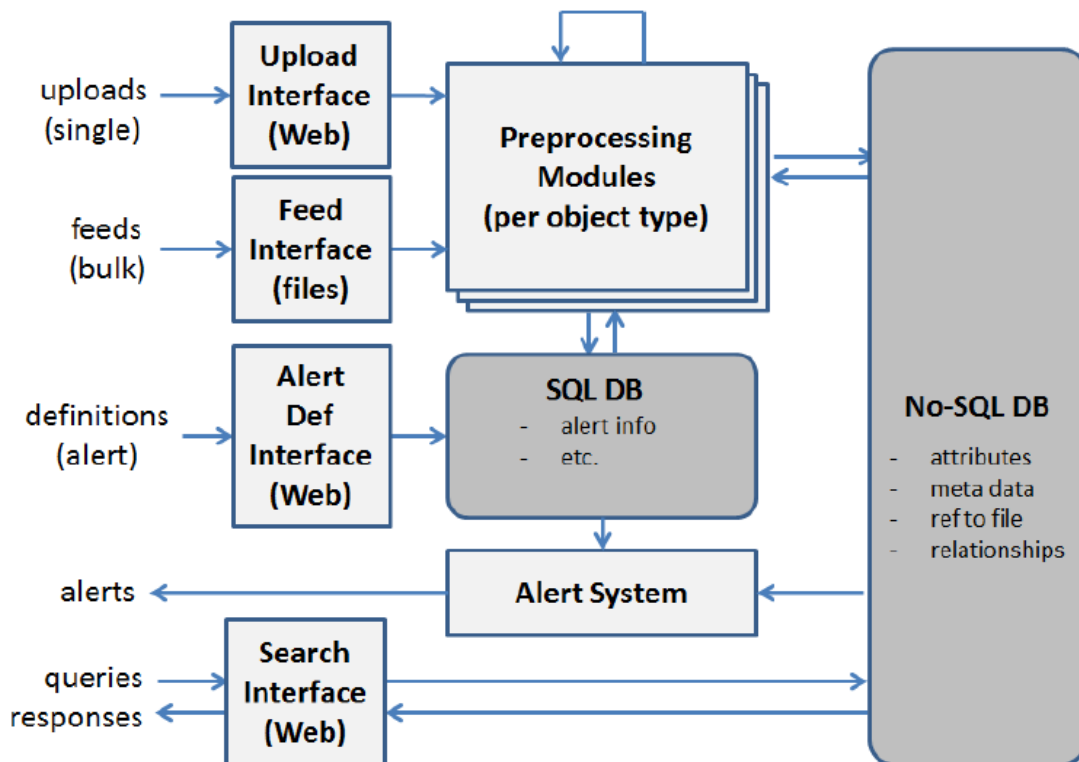 uploads
(single)
Upload
Interface
(Web)
Preprocessing
Modules
(per object type)
feeds
(bulk)
Feed
Interface
(files)
definitions
(alert)
Alert
Def
Interface
(Web)
SQL DB
- alert info
- etc.
No-SQL DB
- attributes
- meta data
- ref to file
- relationships
alerts
Alert System
queries
responses
Search
Interface
(Web)